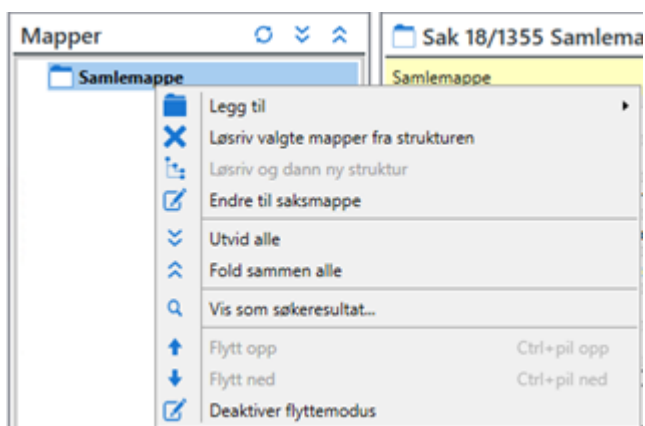 Mapper
Sak 18/1355 Samlema
Samlemappe
Samlemappe
Legg til
Løsriv valgte mapper fra strukturen
Løsriv og dann ny struktur
Endre til saksmappe
Utvid alle
Fold sammen alle
Vis som søkeresultat...
Flytt opp Ctrl+pil opp
Flytt ned Ctrl+pil ned
Deaktiver flyttemodus